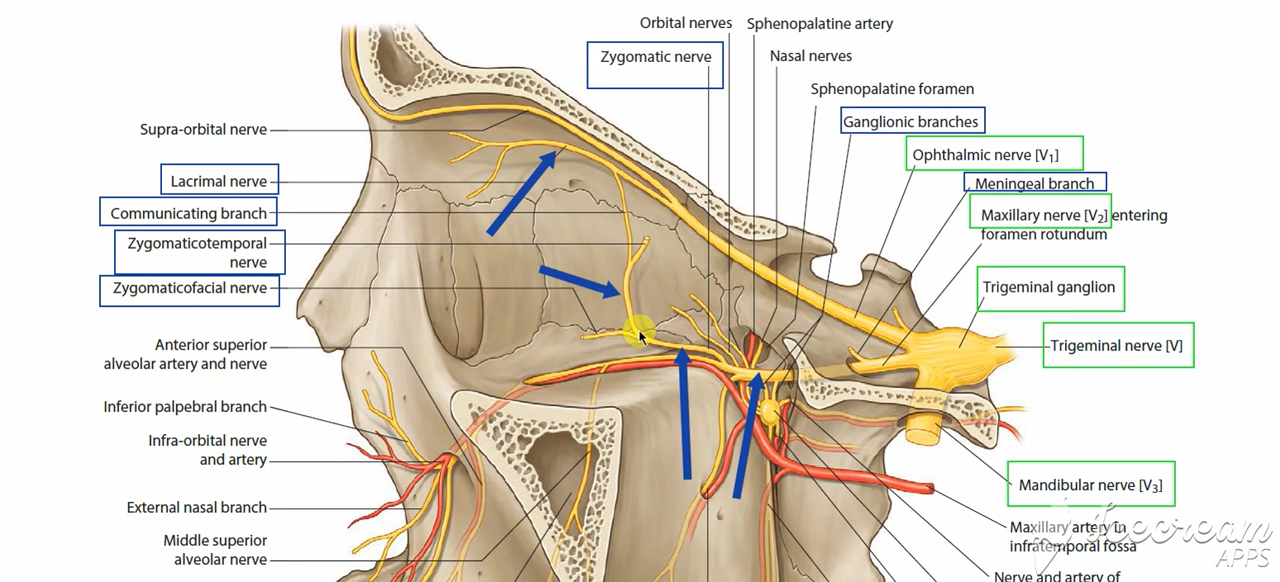 Orbital nerves
Sphenopalatine artery
Zygomatic nerve
Nasal nerves
Sphenopalatine foramen
Ganglionic branches
Ophthalmic nerve [V1]
Meningeal branch
Maxillary nerve [V2] entering
foramen rotundum
Trigeminal ganglion
Trigeminal nerve [V]
Mandibular nerve [V3]
Maxillary artery in
infratemporal fossa
Nerve and artery of
Supra-orbital nerve
Lacrimal nerve
Communicating branch
Zygomaticotemporal
nerve
Zygomaticofacial nerve
Anterior superior
alveolar artery and nerve
Inferior palpebral branch
Infra-orbital nerve
and artery
External nasal branch
Middle superior
alveolar nerve
Icecream
APPS